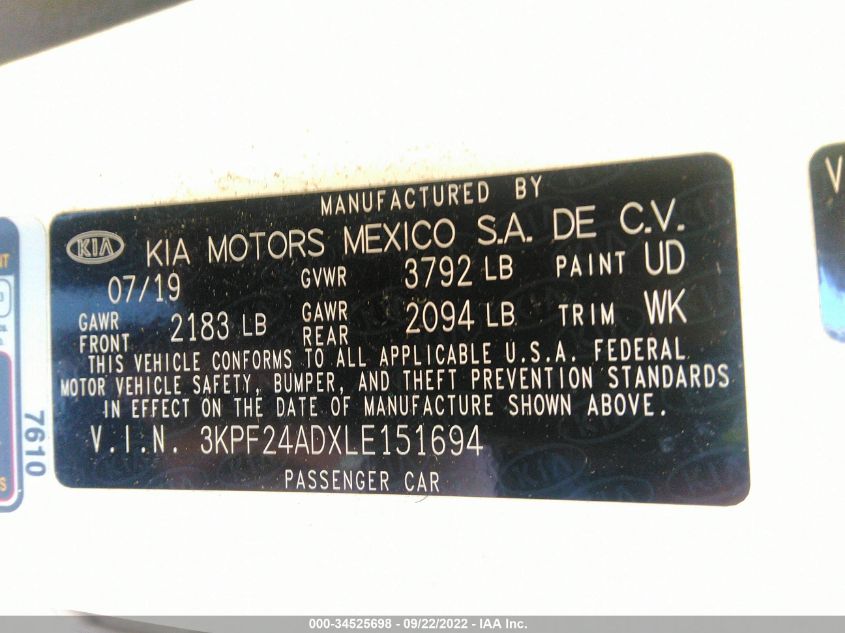 MANUFACTURED BY
KIA
KIA MOTORS MEXICO S.A. DE C.V.
07/19 GVWR 3792 LB PAINT UD
GAWR FRONT 2183 LB GAWR REAR 2094 LB TRIM WK
THIS VEHICLE CONFORMS TO ALL APPLICABLE U.S.A. FEDERAL
MOTOR VEHICLE SAFETY, BUMPER, AND THEFT PREVENTION STANDARDS
IN EFFECT ON THE DATE OF MANUFACTURE SHOWN ABOVE.
V.I.N. 3KPF24ADXLE151694
PASSENGER CAR
7610
V
000-34525698 - 09/22/2022 - IAA Inc.